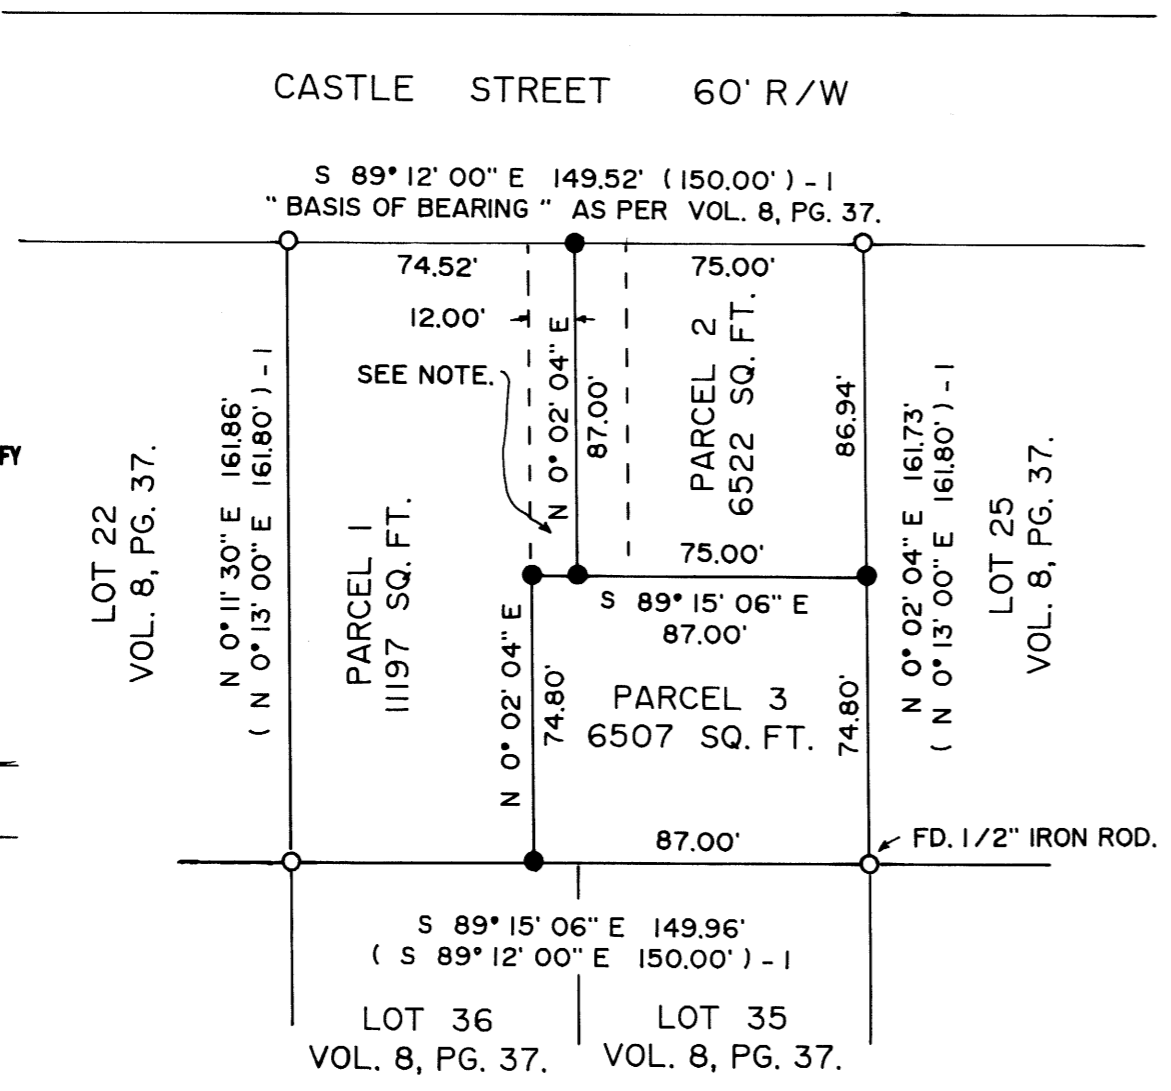 CASTLE STREET 60' R/W
S 89° 12' 00" E 149.52' (150.00') - 1
"BASIS OF BEARING" AS PER VOL. 8, PG. 37.
74.52'
75.00'
12.00'
SEE NOTE.
N 0° 02' 04" E
87.00'
PARCEL 2
6522 SQ. FT.
86.94'
N 0° 02' 04" E 161.73'
( N 0° 13' 00" E 161.80' ) - 1
LOT 25
VOL. 8, PG. 37.
FY
LOT 22
VOL. 8, PG. 37.
N 0° 11' 30" E 161.86'
( N 0° 13' 00" E 161.80' ) - 1
PARCEL 1
11197 SQ. FT.
75.00'
S 89° 15' 06" E
87.00'
N 0° 02' 04" E
74.80'
PARCEL 3
6507 SQ. FT.
74.80'
87.00'
FD. 1/2" IRON ROD.
S 89° 15' 06" E 149.96'
( S 89° 12' 00" E 150.00' ) - 1
LOT 36
VOL. 8, PG. 37.
LOT 35
VOL. 8, PG. 37.